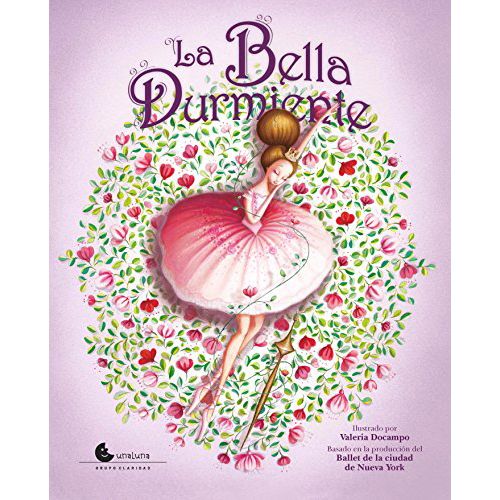 La Bella
Durmiente
Ilustrado por
Valeria Docampo
Basado en la producción del
Ballet de la ciudad
de Nueva York
unaLuna
GRUPO CLARIDAD